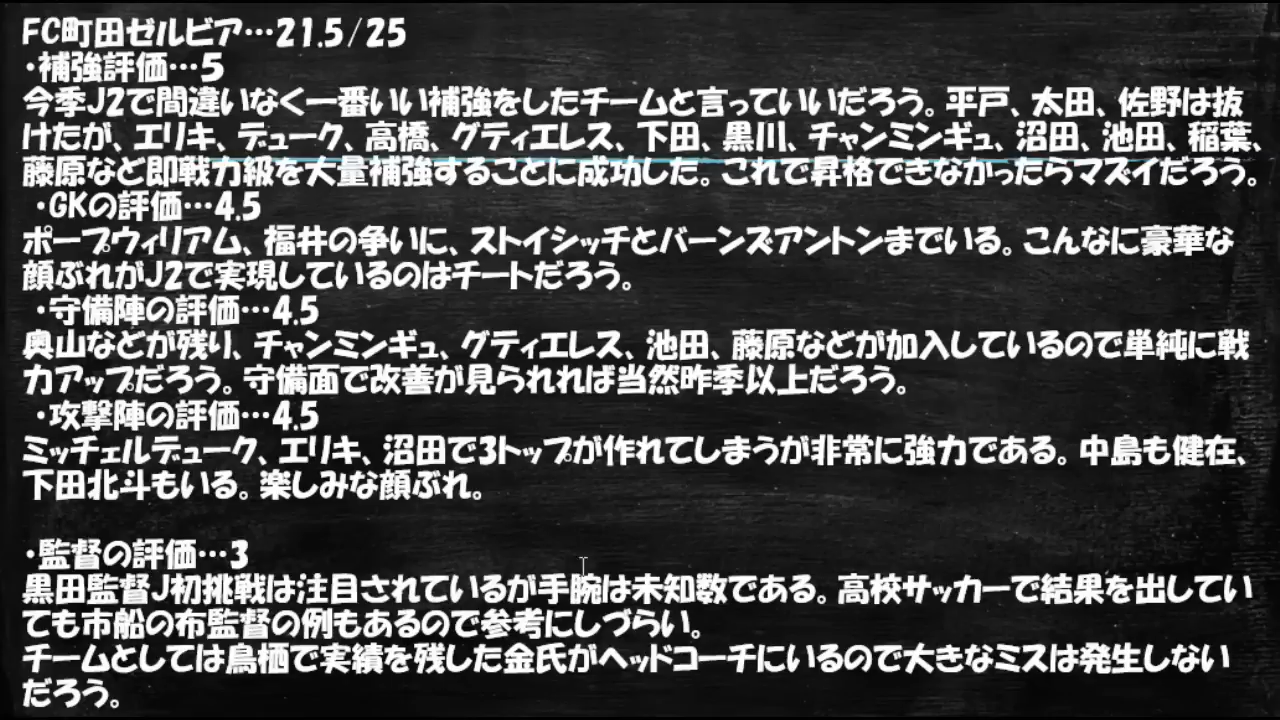 FC町田ゼルビア…21.5/25
・補強評価…5
今季J2で間違いなく一番いい補強をしたチームと言っていいだろう。平戸、太田、佐野は抜
けたが、エリキ、デューク、高橋、グティエレス、下田、黒川、チャンミンギュ、沼田、池田、稲葉、
藤原など即戦力級を大量補強することに成功した。これで昇格できなかったらマズイだろう。
・GKの評価…4.5
ポープウィリアム、福井の争いに、ストイシッチとバーンズアントンまでいる。こんなに豪華な
顔ぶれがJ2で実現しているのはチートだろう。
・守備陣の評価…4.5
奥山などが残り、チャンミンギュ、グティエレス、池田、藤原などが加入しているので単純に戦
力アップだろう。守備面で改善が見られれば当然昨季以上だろう。
・攻撃陣の評価…4.5
ミッチェルデューク、エリキ、沼田で3トップが作れてしまうが非常に強力である。中島も健在、
下田北斗もいる。楽しみな顔ぶれ。
・監督の評価…3
黒田監督J初挑戦は注目されているが手腕は未知数である。高校サッカーで結果を出してい
ても市船の布監督の例もあるので参考にしづらい。
チームとしては鳥栖で実績を残した金氏がヘッドコーチにいるので大きなミスは発生しない
だろう。